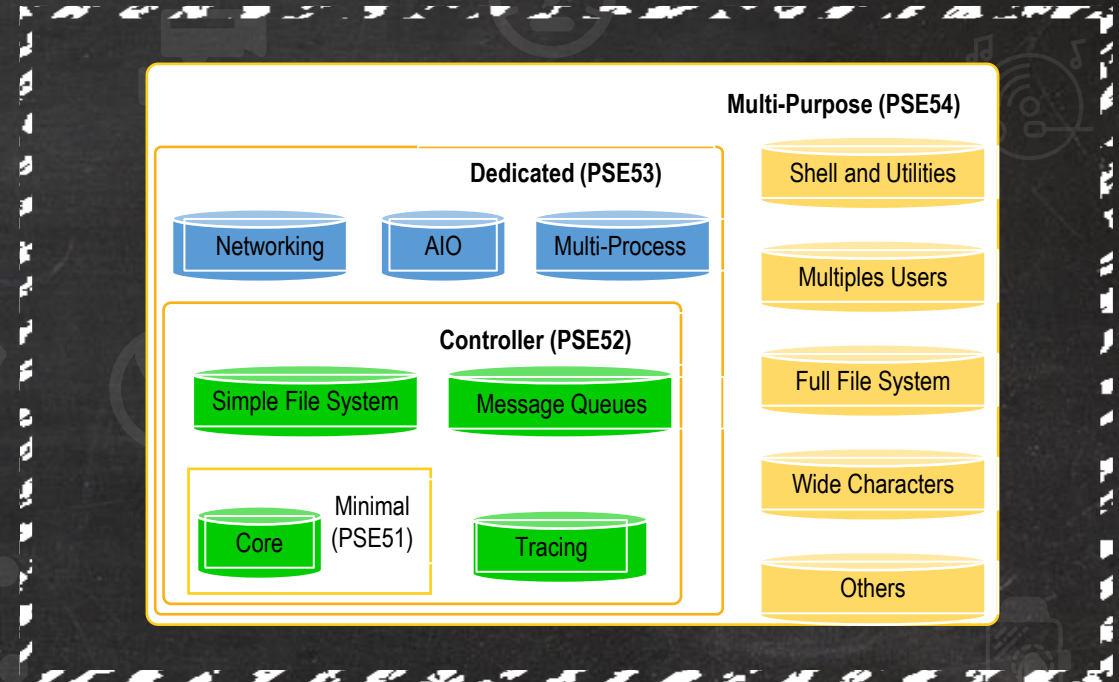 Multi-Purpose (PSE54)
Dedicated (PSE53)
Shell and Utilities
Networking
AIO
Multi-Process
Multiples Users
Controller (PSE52)
Simple File System
Message Queues
Full File System
Wide Characters
Minimal
(PSE51)
Core
Tracing
Others